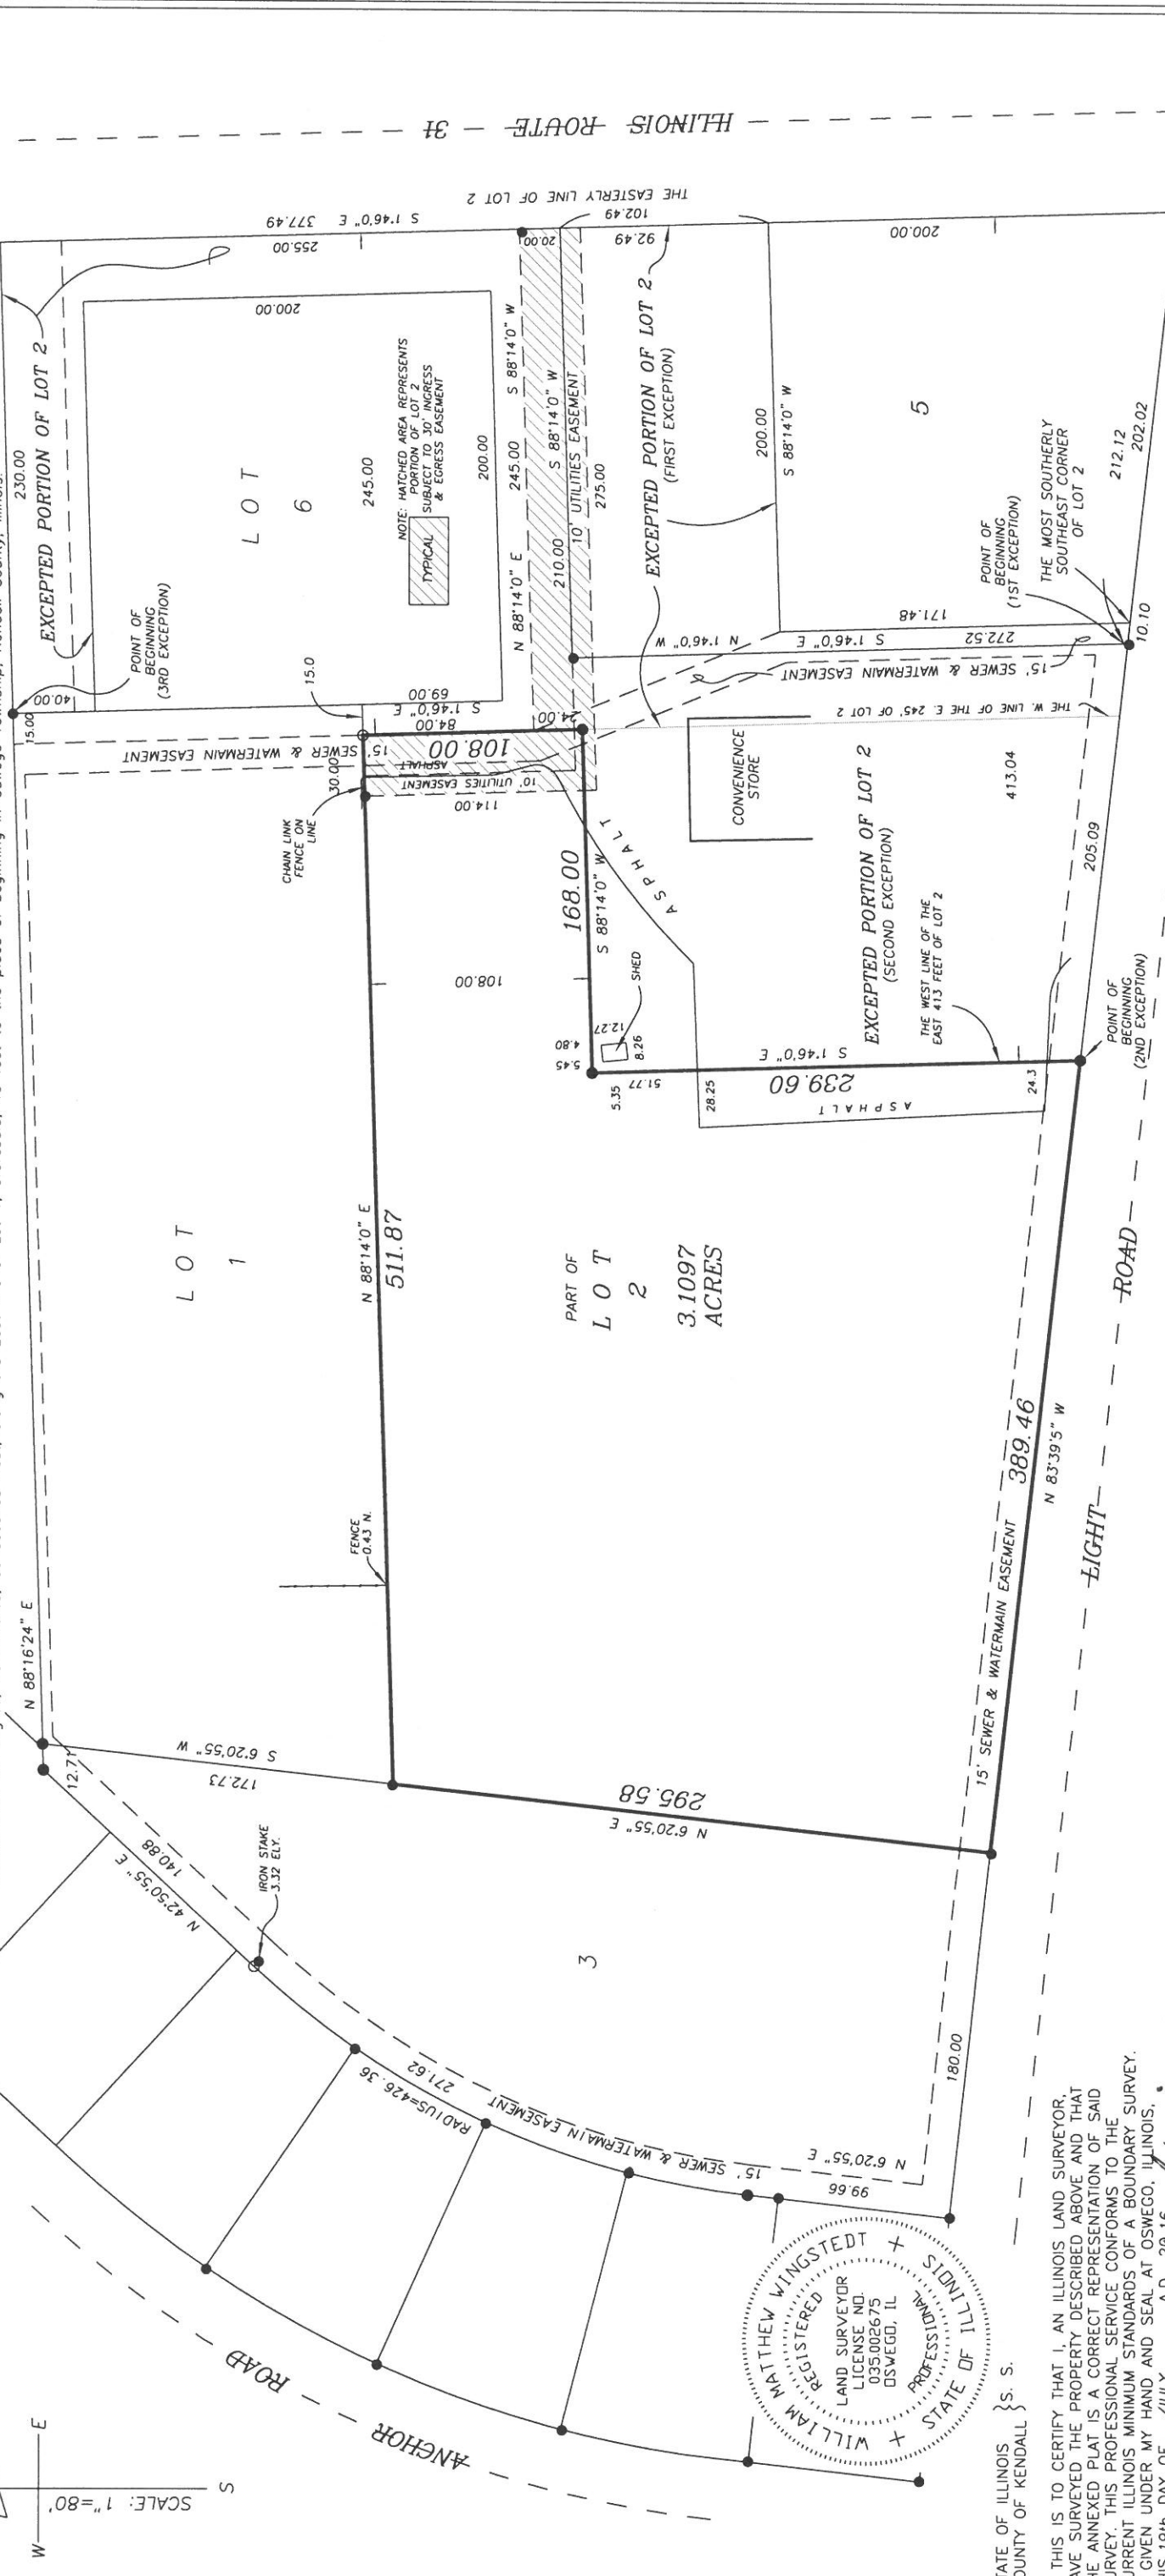 ILLINOIS ROUTE 31
THE EASTERLY LINE OF LOT 2
S 1°46'0" E 377.49
255.00
20.00
102.49
92.49
200.00
230.00
EXCEPTED PORTION OF LOT 2
200.00
LOT
6
245.00
200.00
NOTE: HATCHED AREA REPRESENTS
PORTION OF LOT 2
SUBJECT TO 30' INGRESS
& EGRESS EASEMENT
TYPICAL
N 88°14'0" E 245.00 S 88°14'0" W
210.00 S 88°14'0" W
10' UTILITIES EASEMENT
275.00
EXCEPTED PORTION OF LOT 2
(FIRST EXCEPTION)
200.00
S 88°14'0" W
5
212.12
202.02
THE MOST SOUTHERLY
SOUTHEAST CORNER
OF LOT 2
POINT OF
BEGINNING
(1ST EXCEPTION)
10.10
171.48
S 1°46'0" E 272.52
N 1°46'0" W
15' SEWER & WATERMAIN EASEMENT
THE W. LINE OF THE E. 245' OF LOT 2
POINT OF
BEGINNING
(3RD EXCEPTION)
40.00
15.00
15.0
69.00
S 1°46'0" E
84.00
24.00
108.00
15' SEWER & WATERMAIN EASEMENT
ASPHALT
10' UTILITIES EASEMENT
30.00
114.00
CHAIN LINK
FENCE ON
LINE
CONVENIENCE
STORE
413.04
205.09
EXCEPTED PORTION OF LOT 2
(SECOND EXCEPTION)
THE WEST LINE OF THE
EAST 413 FEET OF LOT 2
ASPHALT
168.00
S 88°14'0" W
108.00
SHED
12.27
4.80
8.26
5.45
5.35
51.77
S 1°46'0" E
239.60
28.25
24.3
ASPHALT
POINT OF
BEGINNING
(2ND EXCEPTION)
LOT
1
N 88°14'0" E
511.87
PART OF
LOT
2
3.1097
ACRES
FENCE
0.43 N.
389.46
N 83°39'5" W
15' SEWER & WATERMAIN EASEMENT
LIGHT ROAD
N 88°16'24" E
S 6°20'55" W
172.73
12.71
295.58
N 6°20'55" E
140.88
N 42°50'55" E
IRON STAKE
3.32 ELY.
3
271.62
RADIUS=426.36
15' SEWER & WATERMAIN EASEMENT
N 6°20'55" E
99.66
180.00
ANCHOR ROAD
WILLIAM MATTHEW WINGSTEDT
REGISTERED
LAND SURVEYOR
LICENSE NO.
035.002675
OSWEGO, IL
PROFESSIONAL
STATE OF ILLINOIS
W E
S
SCALE: 1"=80'
ATE OF ILLINOIS
OUNTY OF KENDALL } S. S.
THIS IS TO CERTIFY THAT I, AN ILLINOIS LAND SURVEYOR,
AVE SURVEYED THE PROPERTY DESCRIBED ABOVE AND THAT
HE ANNEXED PLAT IS A CORRECT REPRESENTATION OF SAID
URVEY. THIS PROFESSIONAL SERVICE CONFORMS TO THE
URRENT ILLINOIS MINIMUM STANDARDS OF A BOUNDARY SURVEY.
GIVEN UNDER MY HAND AND SEAL AT OSWEGO, ILLINOIS,